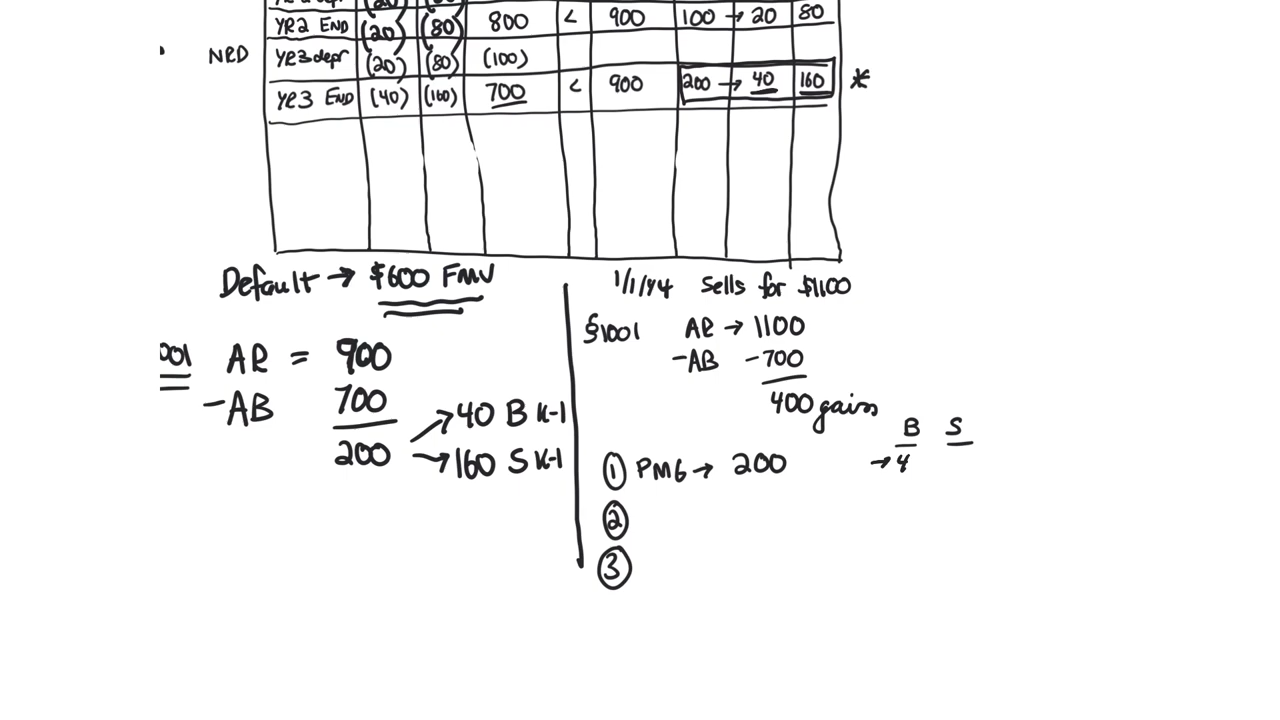 (20)
YR2 END (20) (80) 800 < 900 100 → 20 80
NRD YR3 depr (20) (80) (100)
YR3 END (40) (160) 700 < 900 200 → 40 160 *
Default → $600 FMV
1/1/Y4 Sells for $1100
§1001 AR → 1100
-AB -700
400 gain
001 AR = 900
-AB 700
200 → 40 B K-1
→ 160 S K-1
B S
① PMG → 200 → 4
②
③